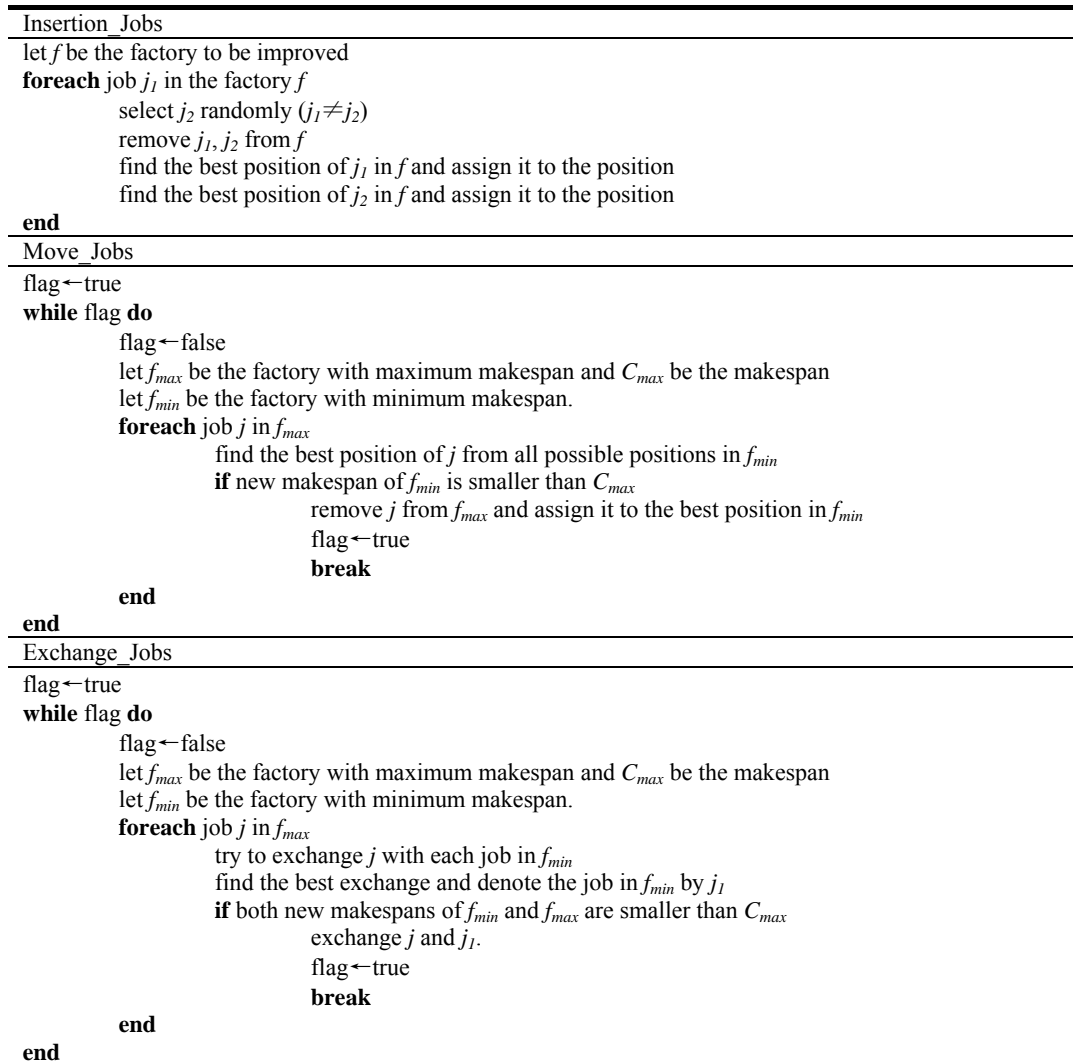 Insertion_Jobs
let f be the factory to be improved
foreach job j1 in the factory f
select j2 randomly (j1≠j2)
remove j1, j2 from f
find the best position of j1 in f and assign it to the position
find the best position of j2 in f and assign it to the position
end
Move_Jobs
flag←true
while flag do
flag←false
let fmax be the factory with maximum makespan and Cmax be the makespan
let fmin be the factory with minimum makespan.
foreach job j in fmax
find the best position of j from all possible positions in fmin
if new makespan of fmin is smaller than Cmax
remove j from fmax and assign it to the best position in fmin
flag←true
break
end
end
Exchange_Jobs
flag←true
while flag do
flag←false
let fmax be the factory with maximum makespan and Cmax be the makespan
let fmin be the factory with minimum makespan.
foreach job j in fmax
try to exchange j with each job in fmin
find the best exchange and denote the job in fmin by j1
if both new makespans of fmin and fmax are smaller than Cmax
exchange j and j1.
flag←true
break
end
end